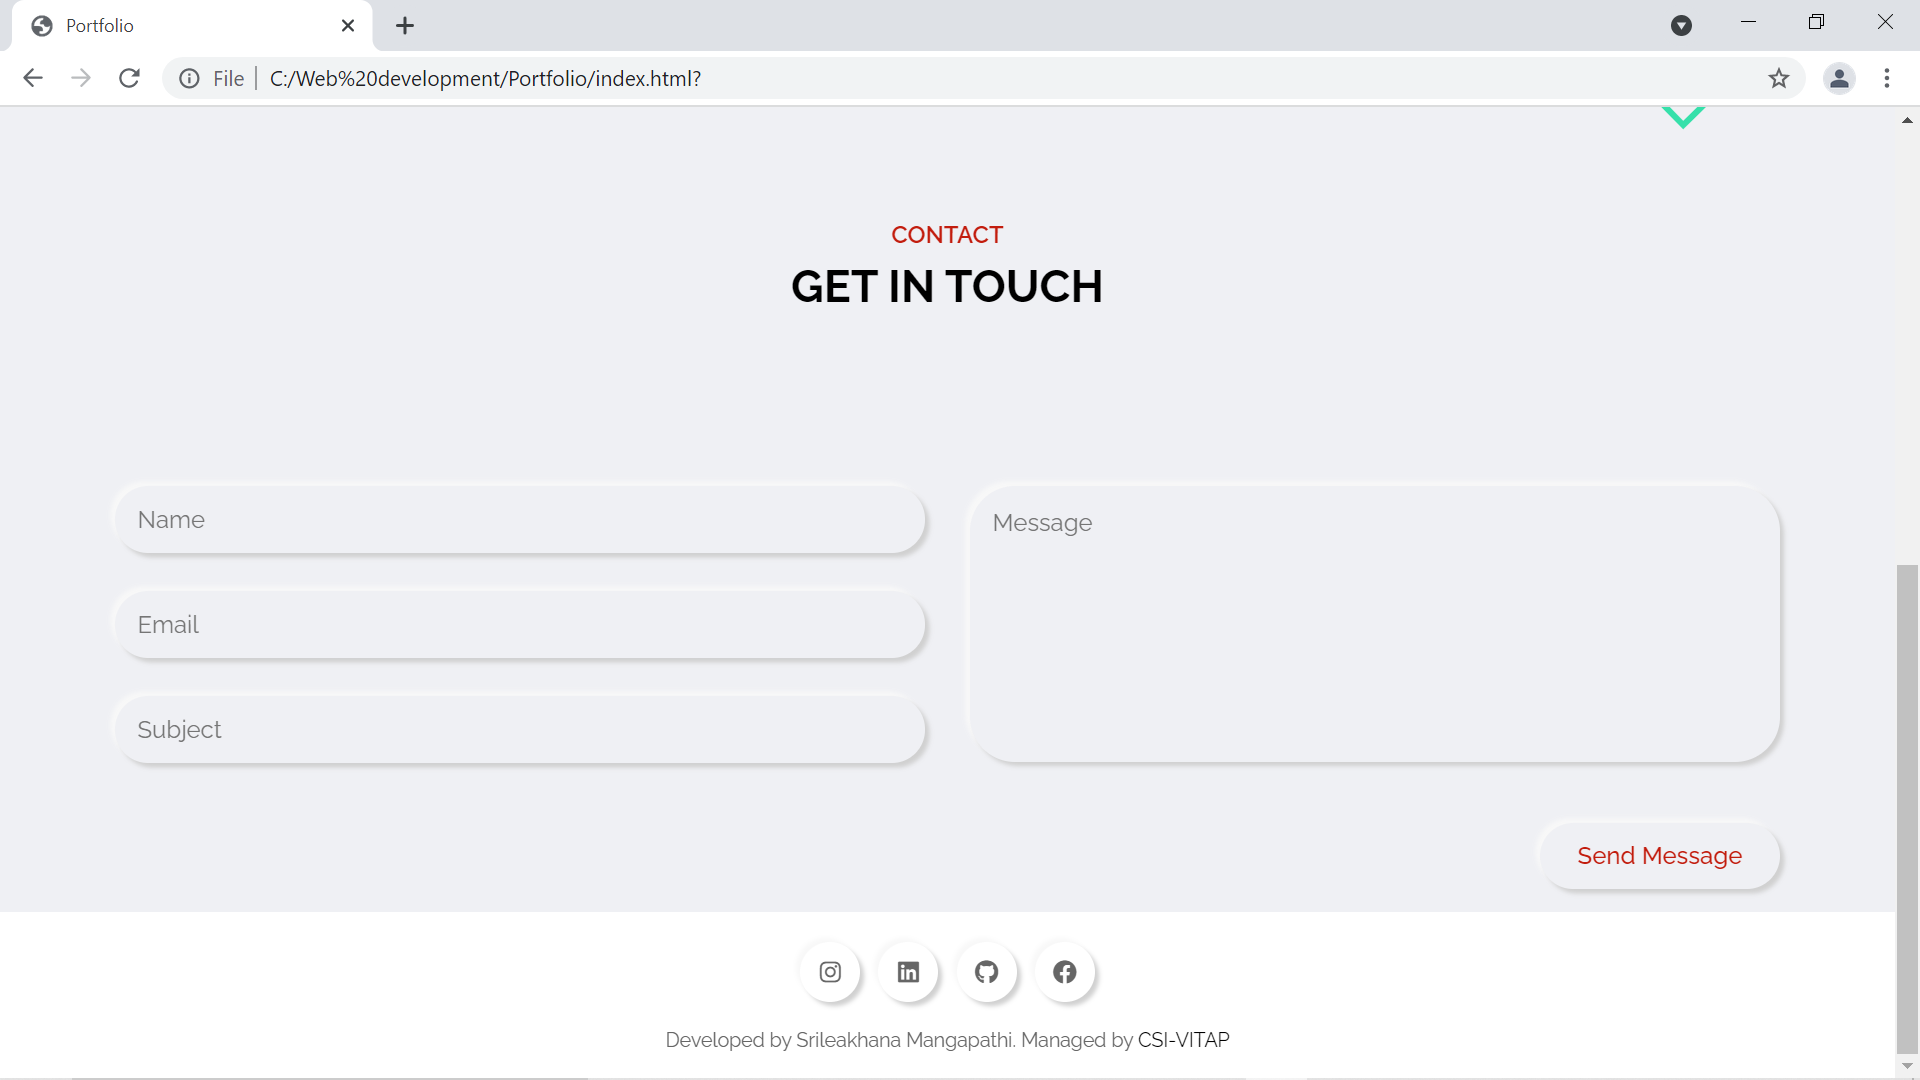 Portfolio
File
C:/Web%20development/Portfolio/index.html?
CONTACT
GET IN TOUCH
Name
Message
Email
Subject
Send Message
Developed by Srileakhana Mangapathi. Managed by CSI-VITAP